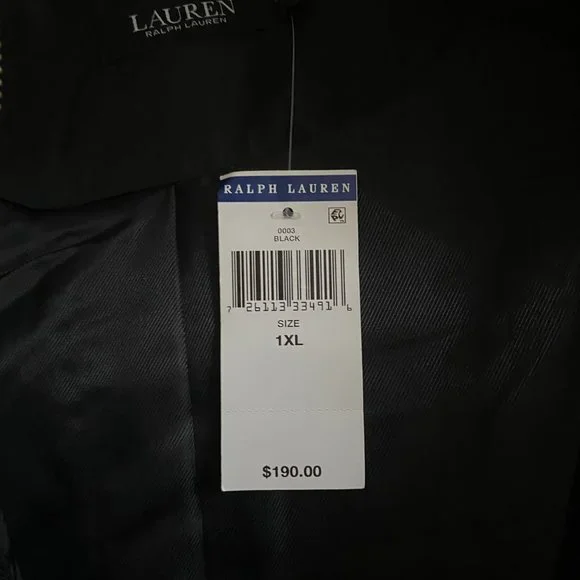 LAUREN
RALPH LAUREN
RALPH LAUREN
0003
BLACK
7 26113 33491 6
SIZE
1XL
$190.00